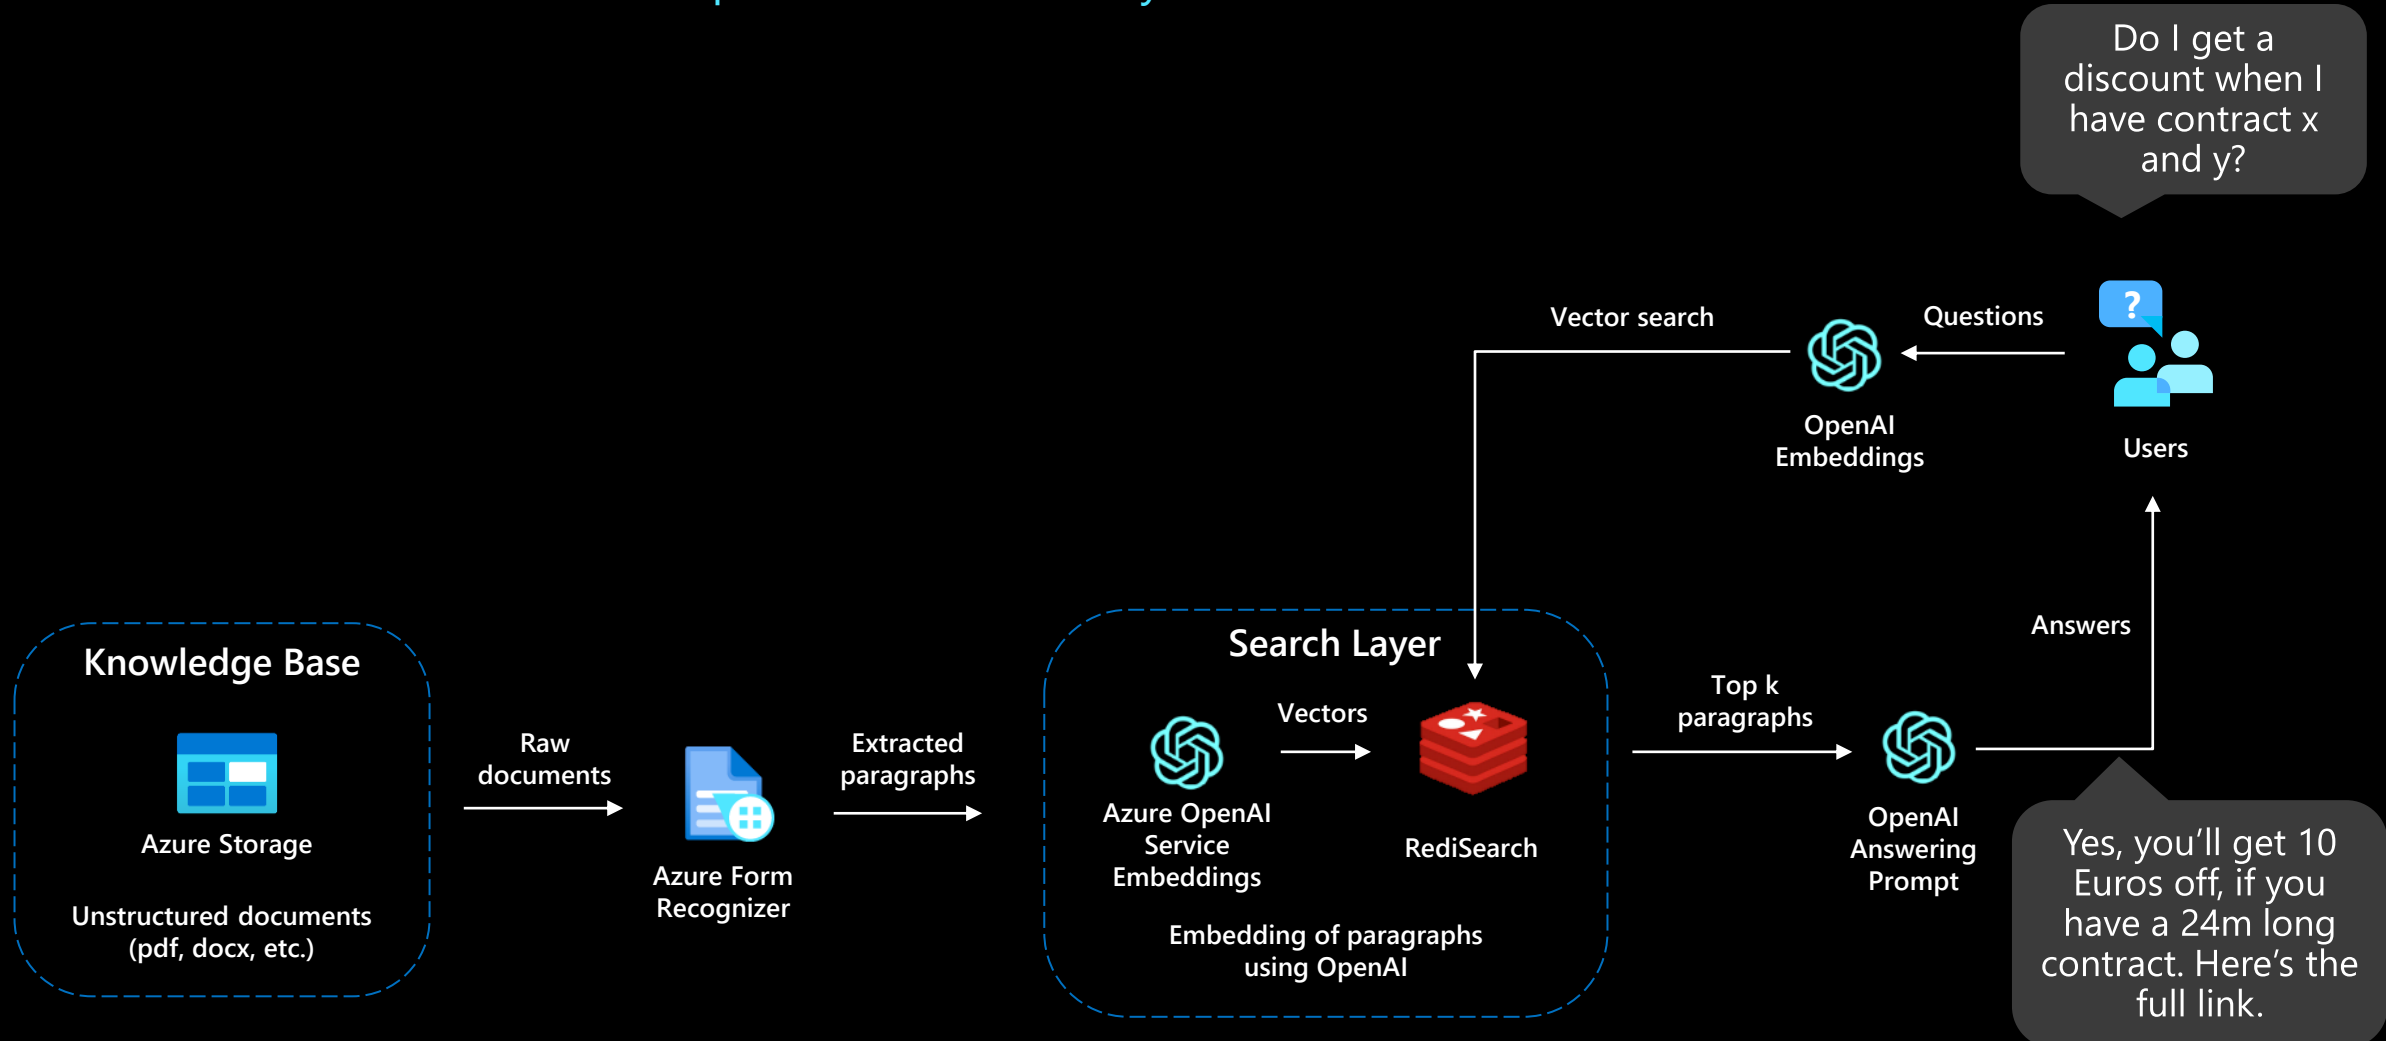 Do I get a
discount when I
have contract x
and y?
?
Vector search
Questions
OpenAI
Embeddings
Users
Answers
Knowledge Base
Azure Storage
Unstructured documents
(pdf, docx, etc.)
Raw
documents
Azure Form
Recognizer
Extracted
paragraphs
Search Layer
Vectors
Azure OpenAI
Service
Embeddings
RediSearch
Embedding of paragraphs
using OpenAI
Top k
paragraphs
OpenAI
Answering
Prompt
Yes, you’ll get 10
Euros off, if you
have a 24m long
contract. Here’s the
full link.